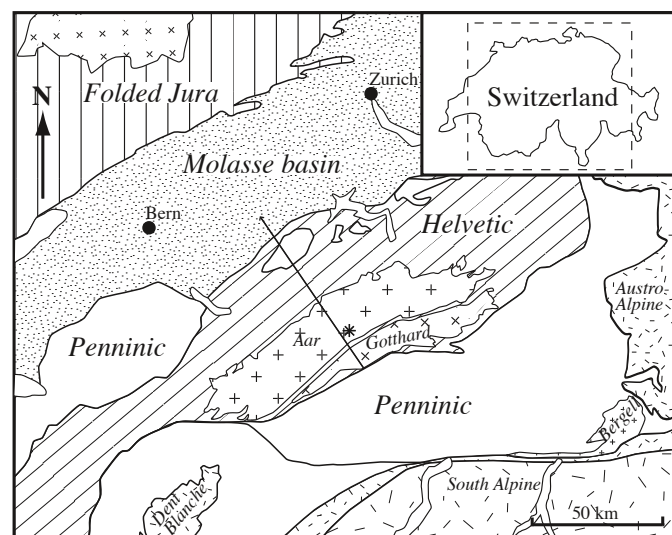 Zurich
N
Folded Jura
Switzerland
Molasse basin
Bern
Helvetic
Austro
Alpine
Penninic
Aar
Gotthard
Penninic
Bergell
South Alpine
Dent
Blanche
50 km